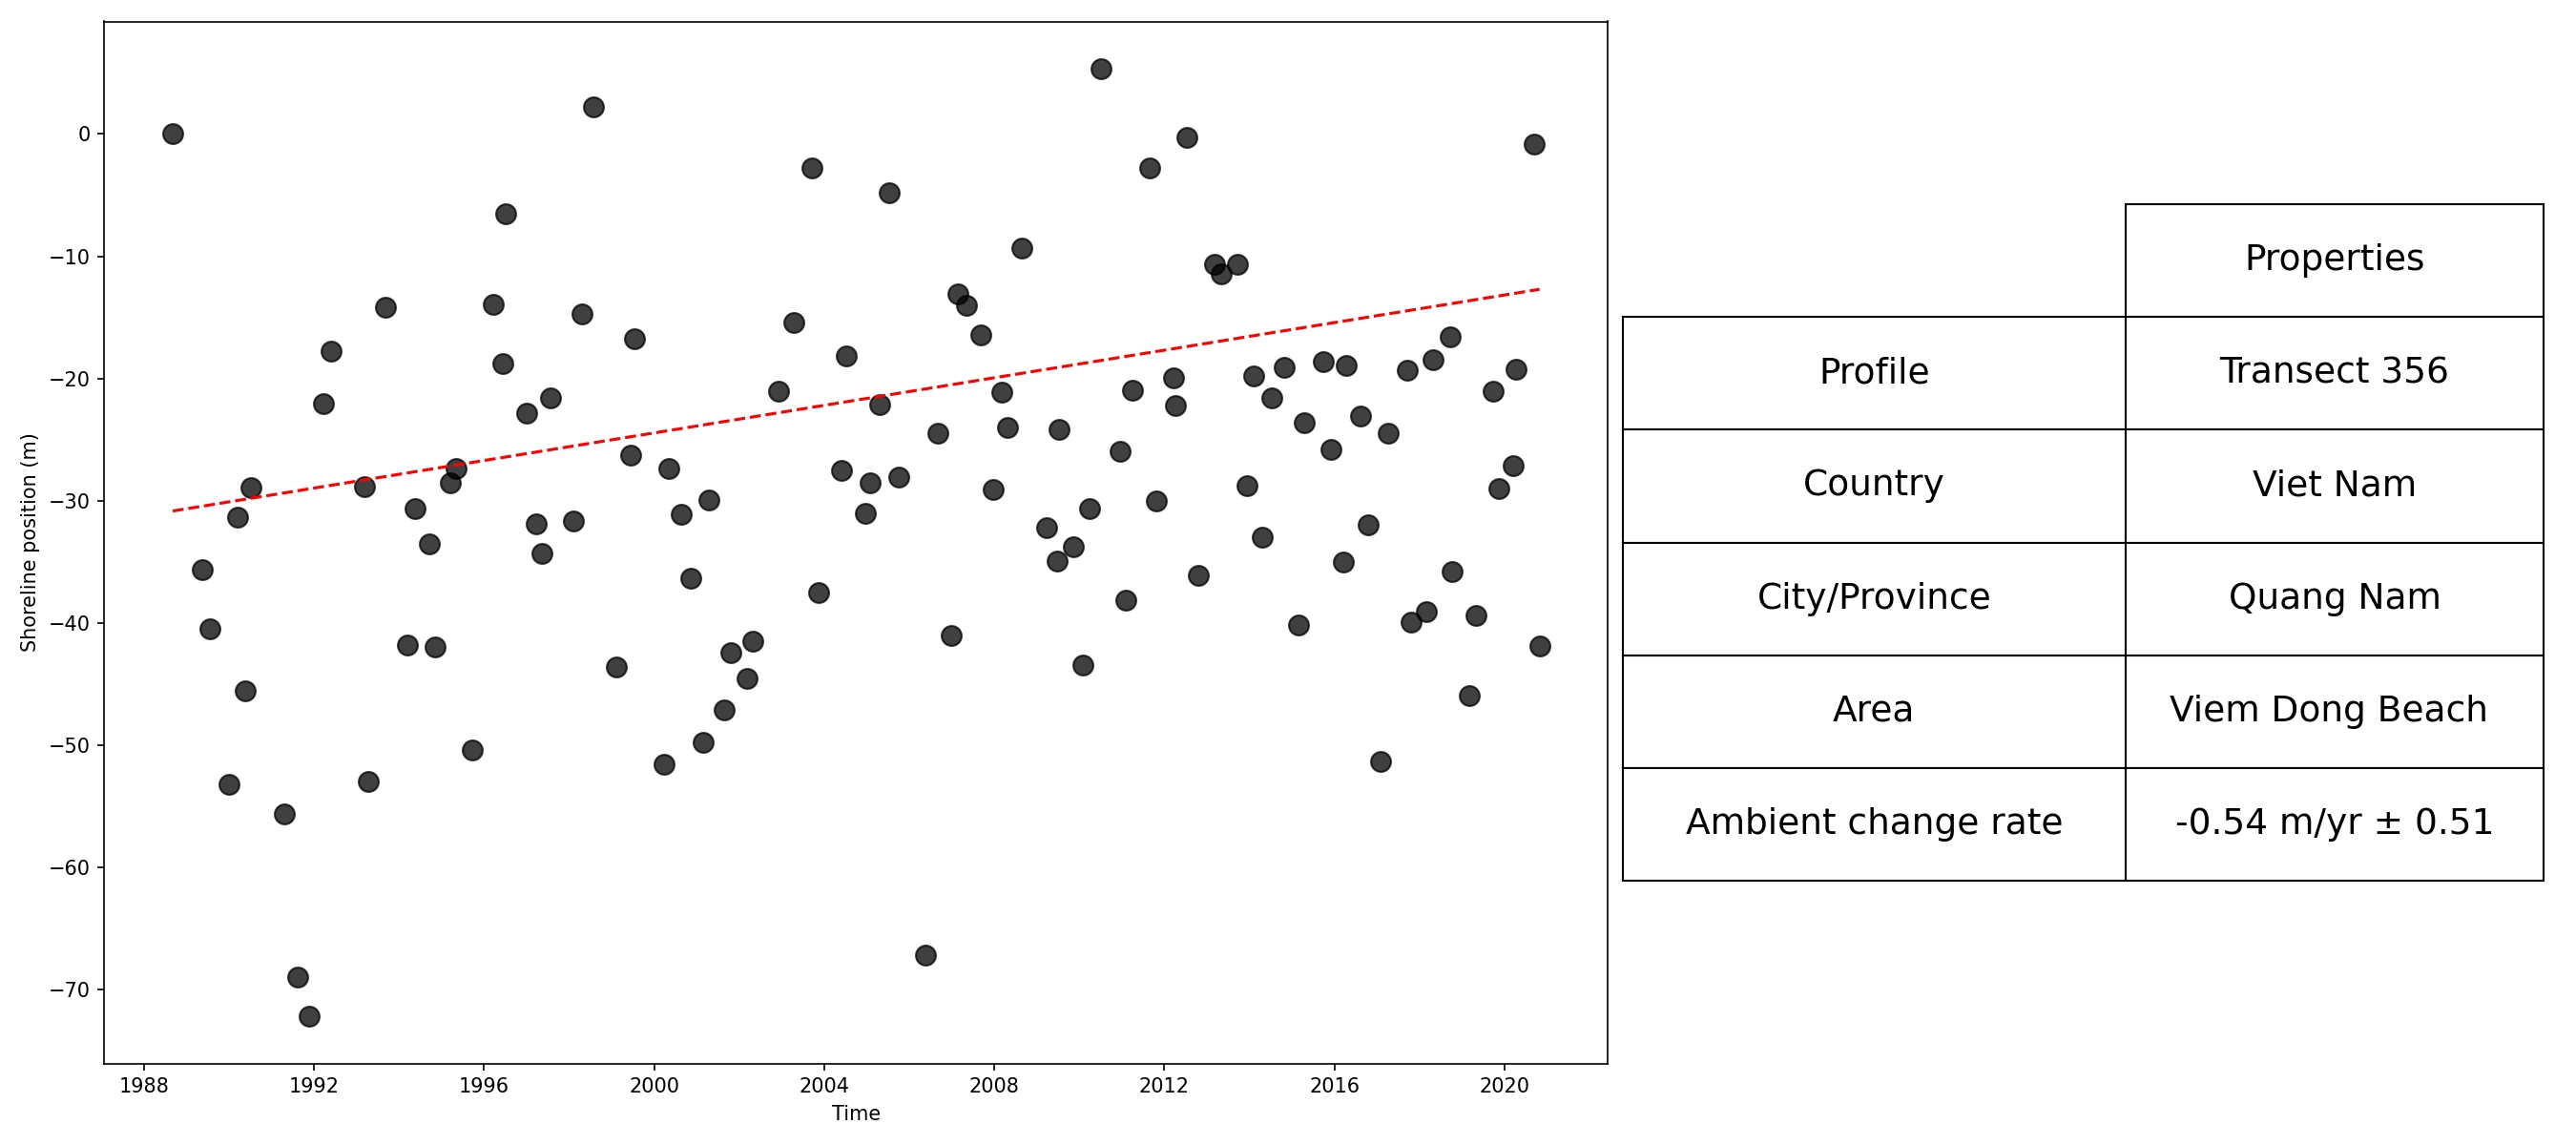 0
−10
−20
−30
−40
−50
−60
−70
Shoreline position (m)
1988 1992 1996 2000 2004 2008 2012 2016 2020
Time
Properties
Profile Transect 356
Country Viet Nam
City/Province Quang Nam
Area Viem Dong Beach
Ambient change rate -0.54 m/yr ± 0.51